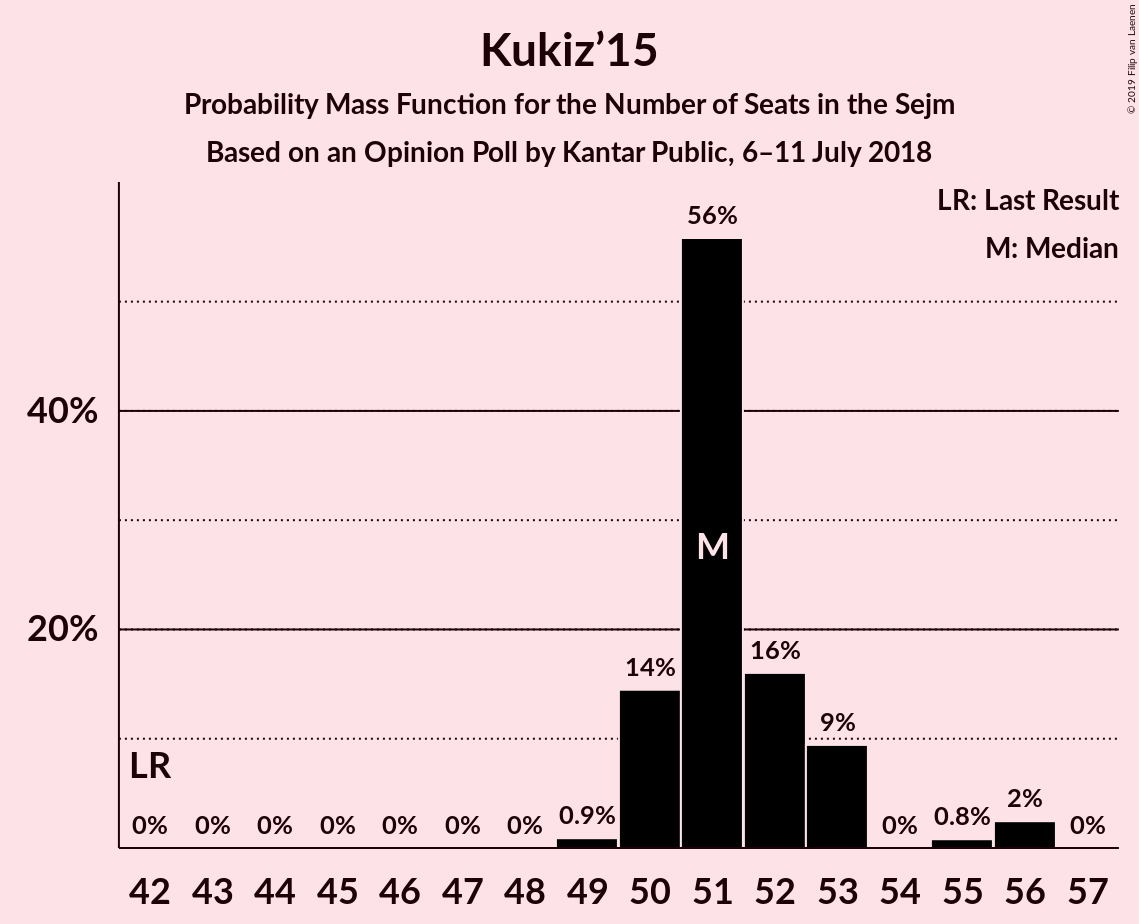 Kukiz’15
Probability Mass Function for the Number of Seats in the Sejm
Based on an Opinion Poll by Kantar Public, 6–11 July 2018
© 2019 Filip van Laenen
LR: Last Result
M: Median
56%
40%
M
20%
16%
14%
9%
LR
0% 0% 0% 0% 0% 0% 0% 0.9% 0% 0.8% 2% 0%
42 43 44 45 46 47 48 49 50 51 52 53 54 55 56 57